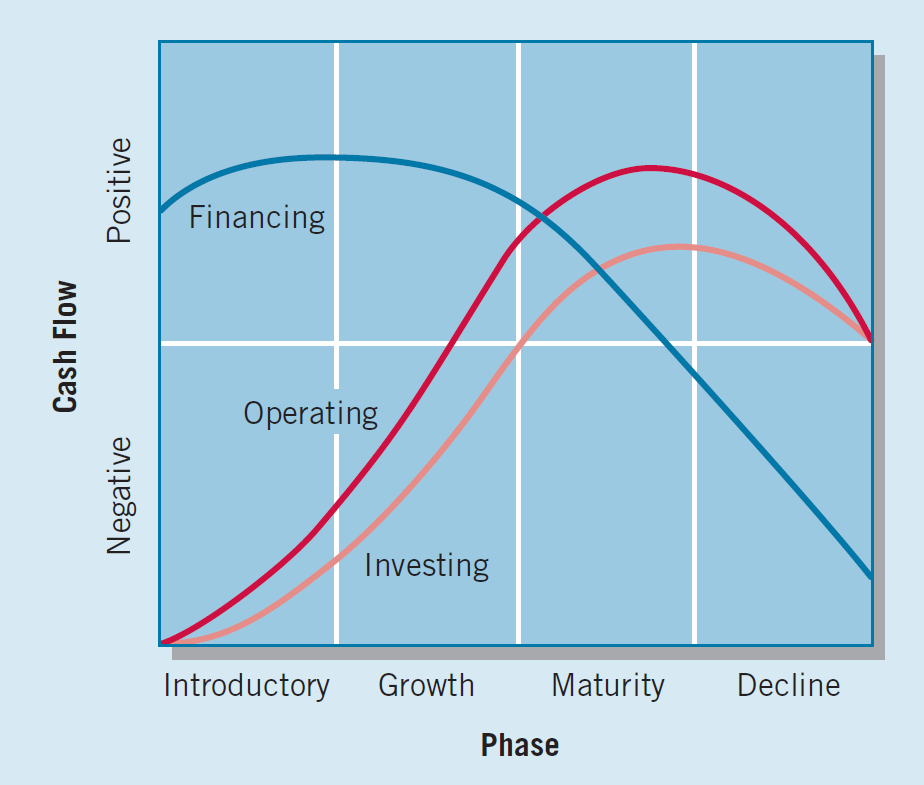 Positive
Financing
Cash Flow
Operating
Negative
Investing
Introductory Growth Maturity Decline
Phase